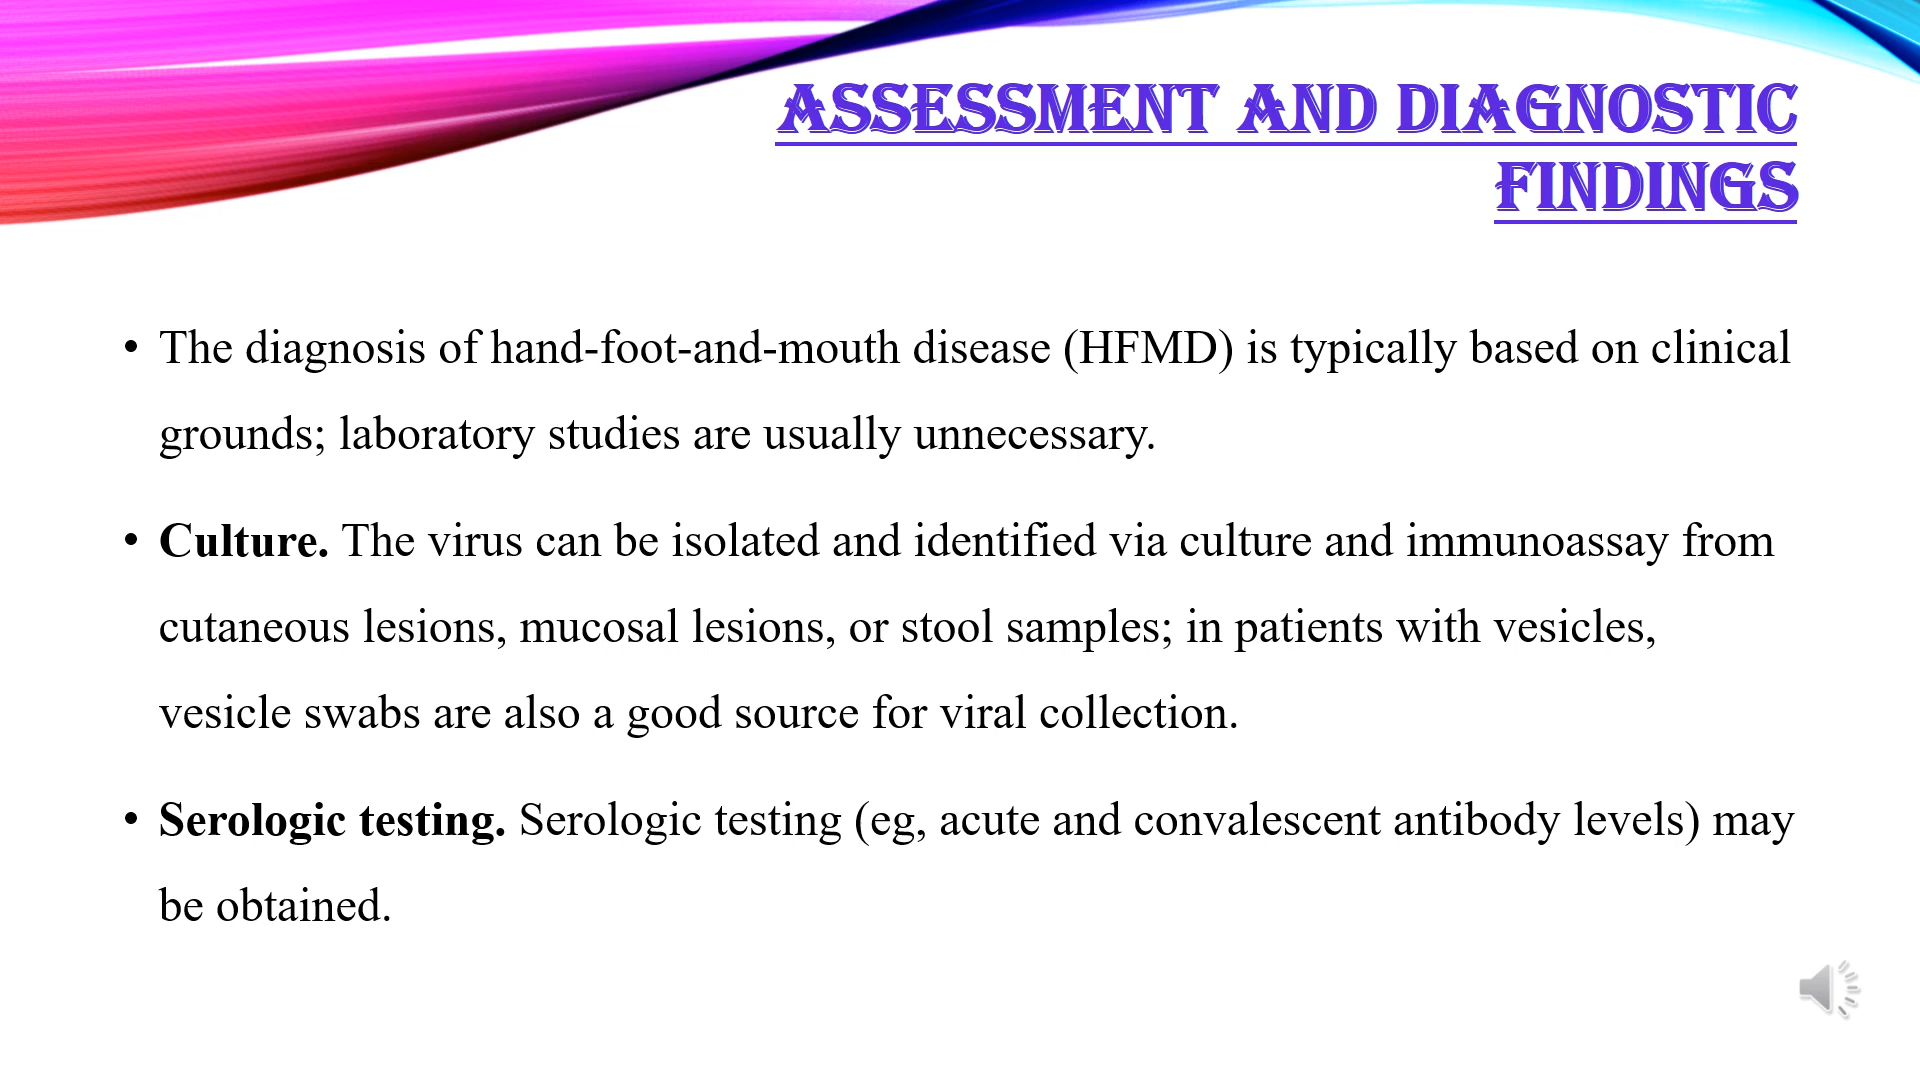 ASSESSMENT AND DIAGNOSTIC
FINDINGS
• The diagnosis of hand-foot-and-mouth disease (HFMD) is typically based on clinical
grounds; laboratory studies are usually unnecessary.
• Culture. The virus can be isolated and identified via culture and immunoassay from
cutaneous lesions, mucosal lesions, or stool samples; in patients with vesicles,
vesicle swabs are also a good source for viral collection.
• Serologic testing. Serologic testing (eg, acute and convalescent antibody levels) may
be obtained.